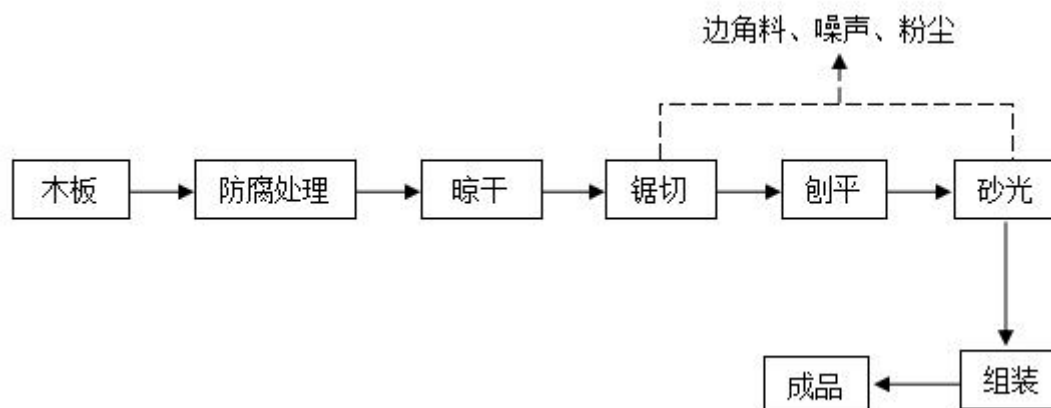 边角料、噪声、粉尘
木板
防腐处理
晾干
锯切
刨平
砂光
组装
成品